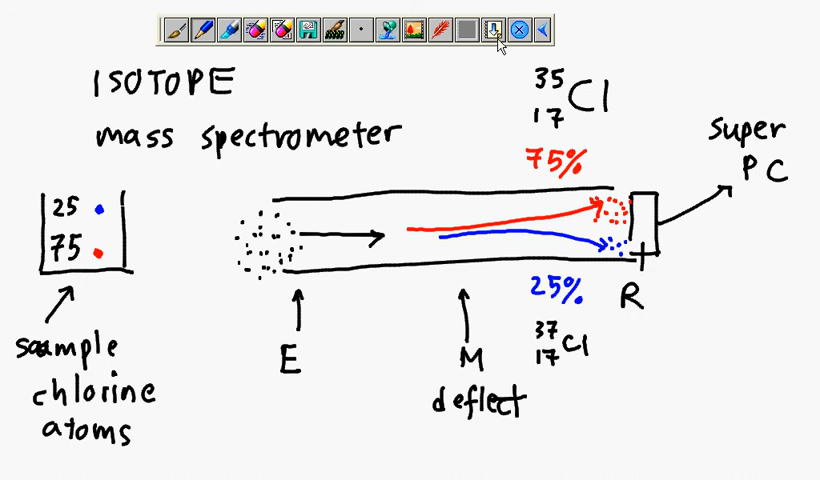 ISOTOPE
mass spectrometer
35
17 Cl
75%
super
PC
25
75
sample
chlorine
atoms
E
M
deflect
25%
37
17 Cl
R